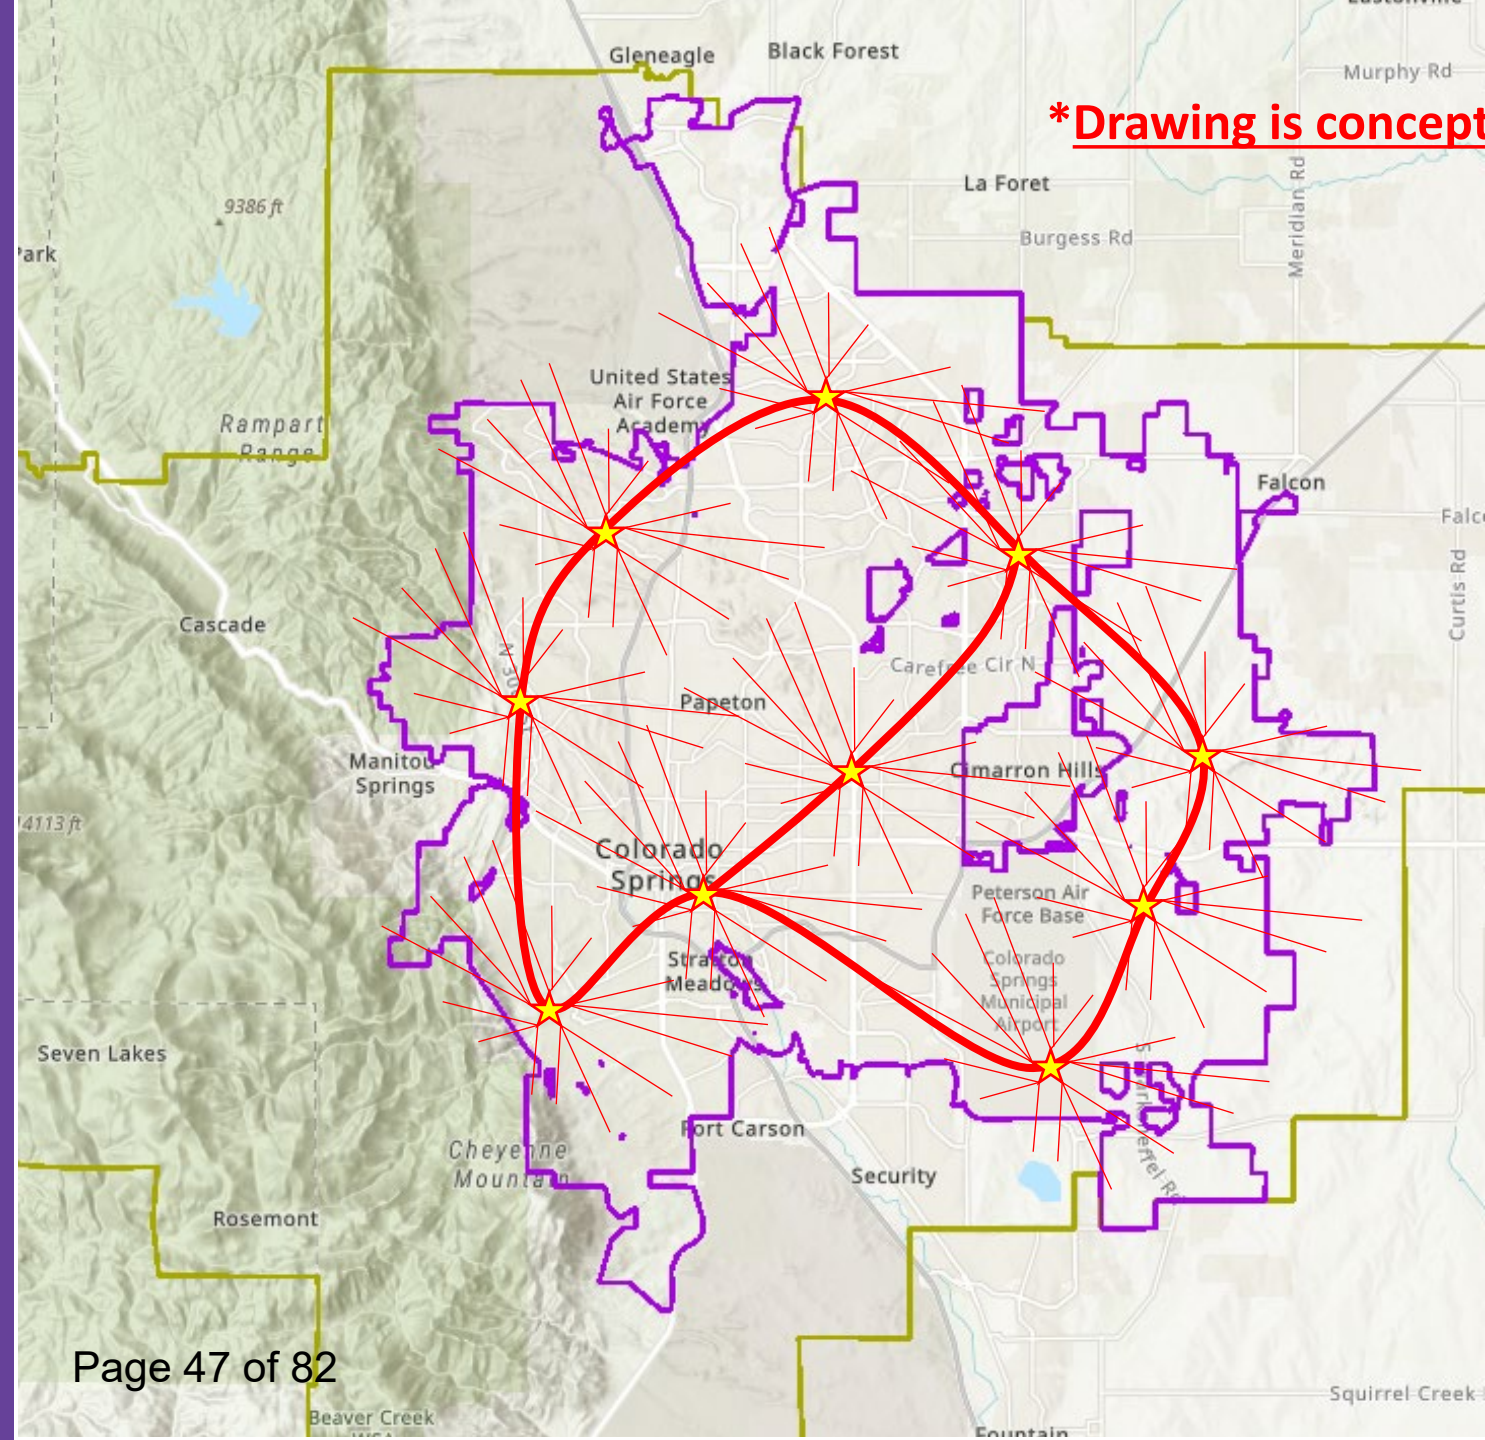 Gleneagle
Black Forest
Murphy Rd
*Drawing is concept
9386 ft
La Foret
Meridian Rd
Burgess Rd
Park
United States
Air Force
Academy
Rampart
Range
Falcon
Curtis Rd
Cascade
Carefree Cir N
Papeton
Manitou
Springs
Cimarron Hills
14113 ft
Colorado
Springs
Peterson Air
Force Base
Stratton
Meadows
Colorado
Springs
Municipal
Airport
Seven Lakes
Fort Carson
Cheyenne
Mountain
Security
Rosemont
Page 47 of 82
Squirrel Creek
Beaver Creek
Fountain